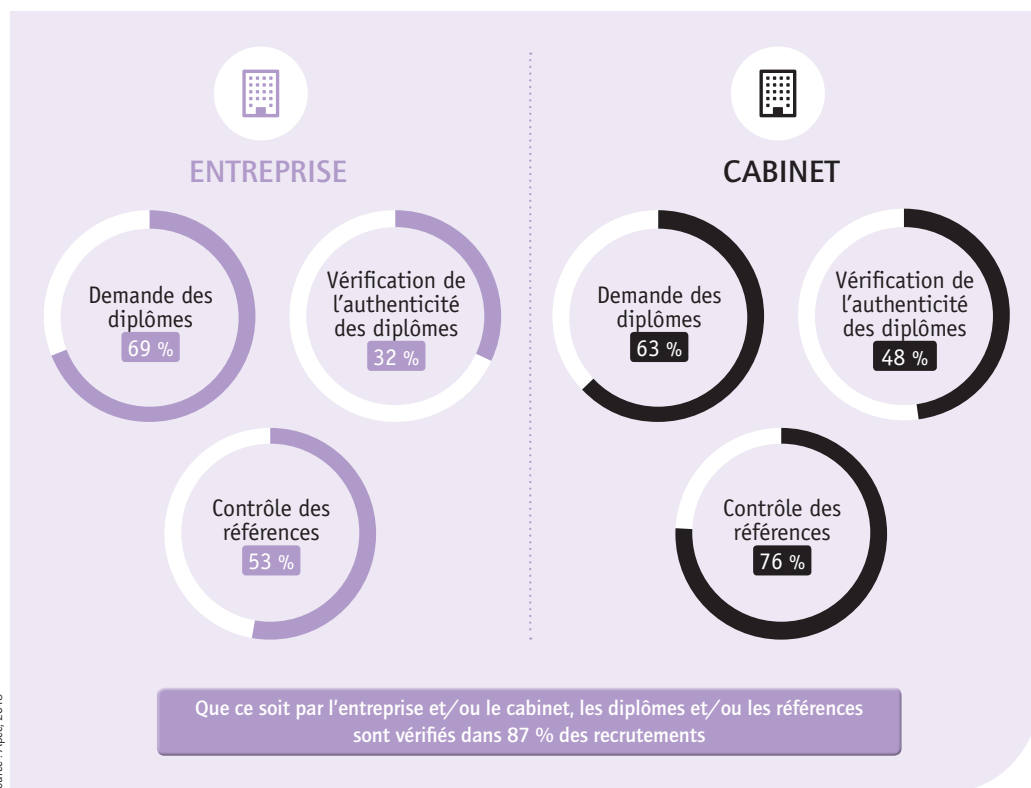 ENTREPRISE
Demande des
diplômes
69 %
Vérification de
l'authenticité
des diplômes
32 %
Contrôle des
références
53 %
CABINET
Demande des
diplômes
63 %
Vérification de
l'authenticité
des diplômes
48 %
Contrôle des
références
76 %
Que ce soit par l'entreprise et/ou le cabinet, les diplômes et/ou les références
sont vérifiés dans 87 % des recrutements